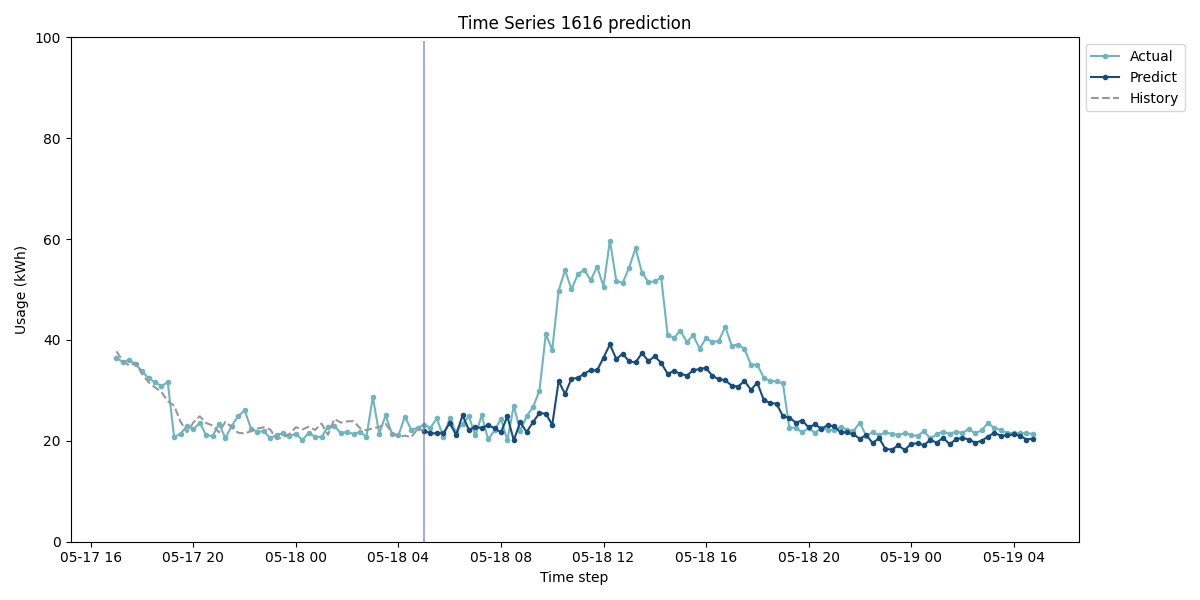 Time Series 1616 prediction
Usage (kWh)
100
80
60
40
20
0
05-17 16
05-17 20
05-18 00
05-18 04
05-18 08
05-18 12
05-18 16
05-18 20
05-19 00
05-19 04
Time step
Actual
Predict
History